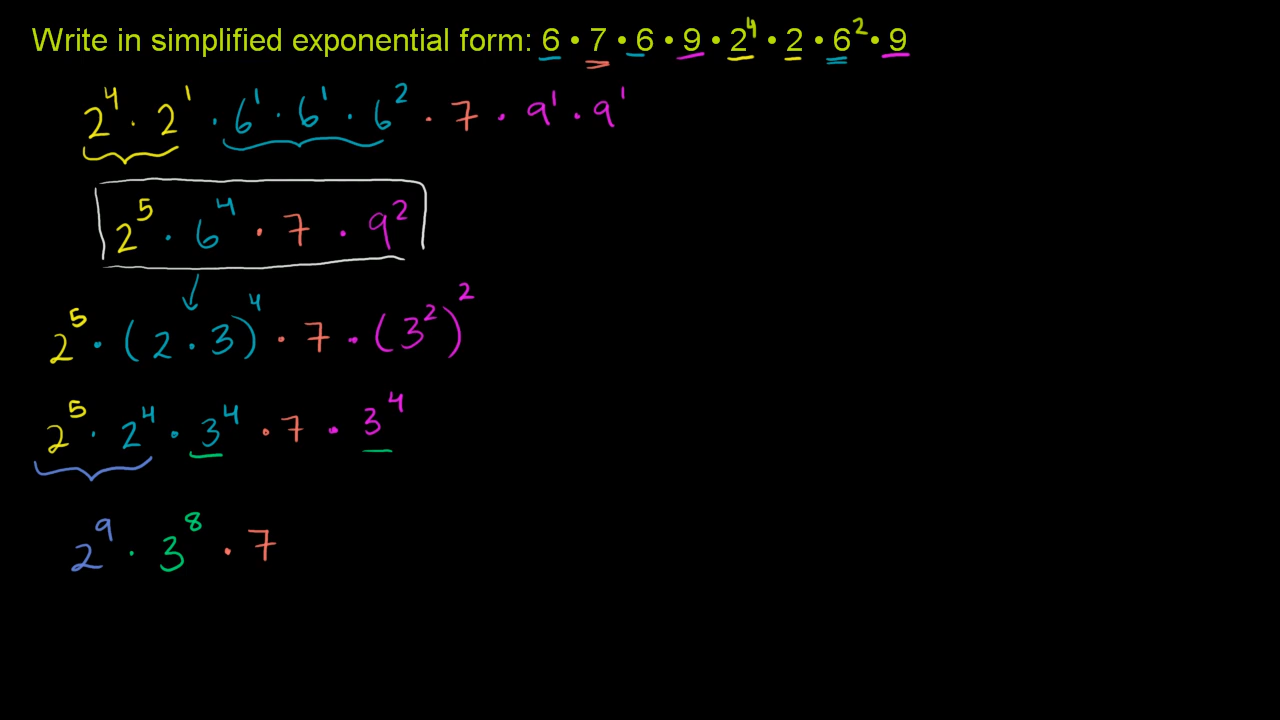 Write in simplified exponential form: 6 • 7 • 6 • 9 • 2⁴ • 2 • 6² • 9
2⁴ · 2¹ · 6¹ · 6¹ · 6² · 7 · 9¹ · 9¹
2⁵ · 6⁴ · 7 · 9²
2⁵ · (2 · 3)⁴ · 7 · (3²)²
2⁵ · 2⁴ · 3⁴ · 7 · 3⁴
2⁹ · 3⁸ · 7